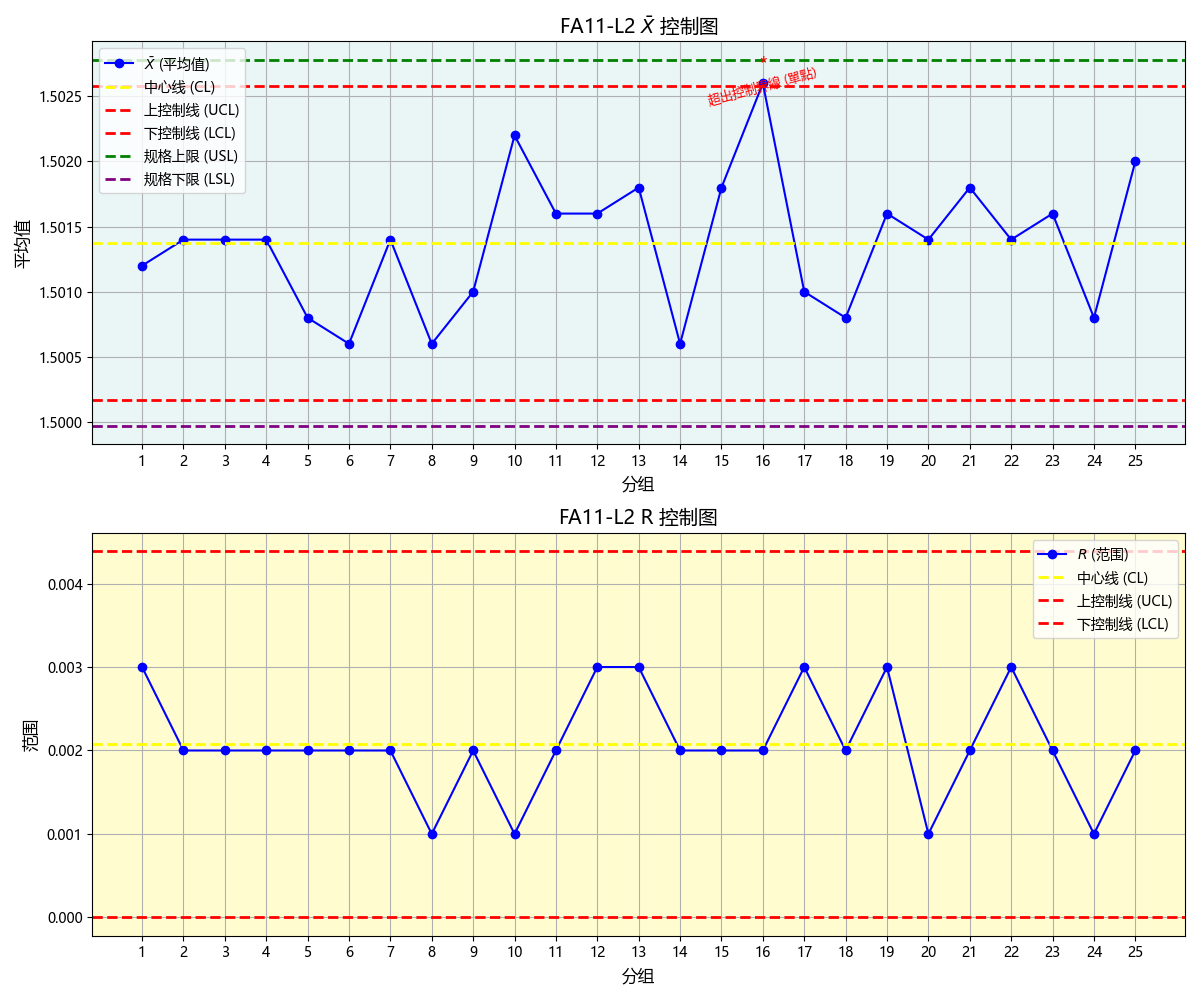 FA11-L2 X̄ 控制图
X̄ (平均值)
中心线 (CL)
上控制线 (UCL)
下控制线 (LCL)
规格上限 (USL)
规格下限 (LSL)
*
超出控制界線 (單點)
平均值
1.5025
1.5020
1.5015
1.5010
1.5005
1.5000
1 2 3 4 5 6 7 8 9 10 11 12 13 14 15 16 17 18 19 20 21 22 23 24 25
分组
FA11-L2 R 控制图
R (范围)
中心线 (CL)
上控制线 (UCL)
下控制线 (LCL)
范围
0.004
0.003
0.002
0.001
0.000
1 2 3 4 5 6 7 8 9 10 11 12 13 14 15 16 17 18 19 20 21 22 23 24 25
分组